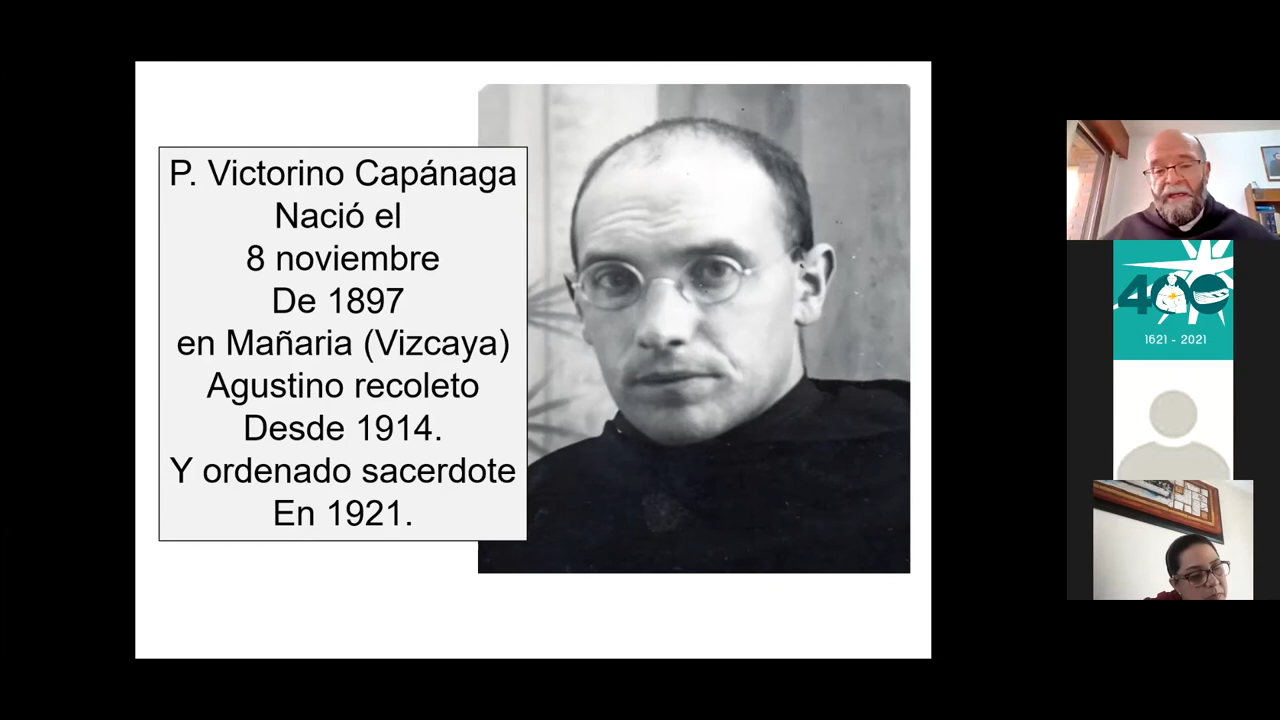 P. Victorino Capánaga
Nació el
8 noviembre
De 1897
en Mañaria (Vizcaya)
Agustino recoleto
Desde 1914.
Y ordenado sacerdote
En 1921.
400
1621 - 2021